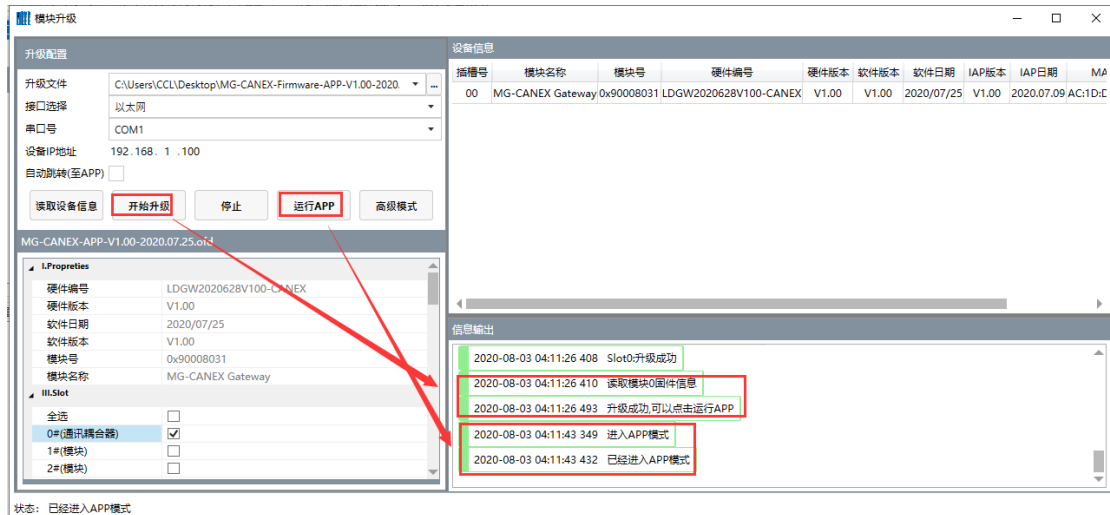 模块升级
升级配置
升级文件 C:\Users\CCL\Desktop\MG-CANEX-Firmware-APP-V1.00-2020. ...
接口选择 以太网
串口号 COM1
设备IP地址 192.168. 1 .100
自动跳转(至APP)
读取设备信息 开始升级 停止 运行APP 高级模式
MG-CANEX-APP-V1.00-2020.07.25.ofd
I.Propreties
硬件编号 LDGW2020628V100-CANEX
硬件版本 V1.00
软件日期 2020/07/25
软件版本 V1.00
模块号 0x90008031
模块名称 MG-CANEX Gateway
III.Slot
全选
0#(通讯耦合器)
1#(模块)
2#(模块)
设备信息
插槽号 模块名称 模块号 硬件编号 硬件版本 软件版本 软件日期 IAP版本 IAP日期 MA
00 MG-CANEX Gateway 0x90008031 LDGW2020628V100-CANEX V1.00 V1.00 2020/07/25 V1.00 2020.07.09 AC:1D:D
信息输出
2020-08-03 04:11:26 408 Slot0:升级成功
2020-08-03 04:11:26 410 读取模块0固件信息
2020-08-03 04:11:26 493 升级成功,可以点击运行APP
2020-08-03 04:11:43 349 进入APP模式
2020-08-03 04:11:43 432 已经进入APP模式
状态: 已经进入APP模式